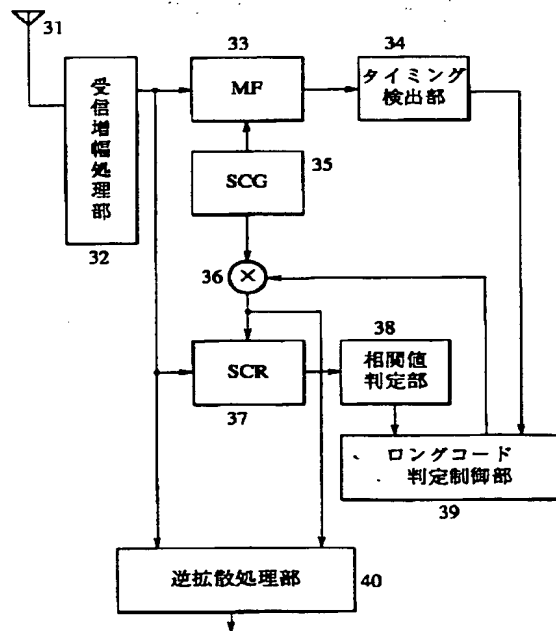 31
33
34
MF
タイミング
検出部
受信増幅処理部
32
SCG
35
36
×
38
SCR
相関値
判定部
37
ロングコード
判定制御部
39
逆拡散処理部
40